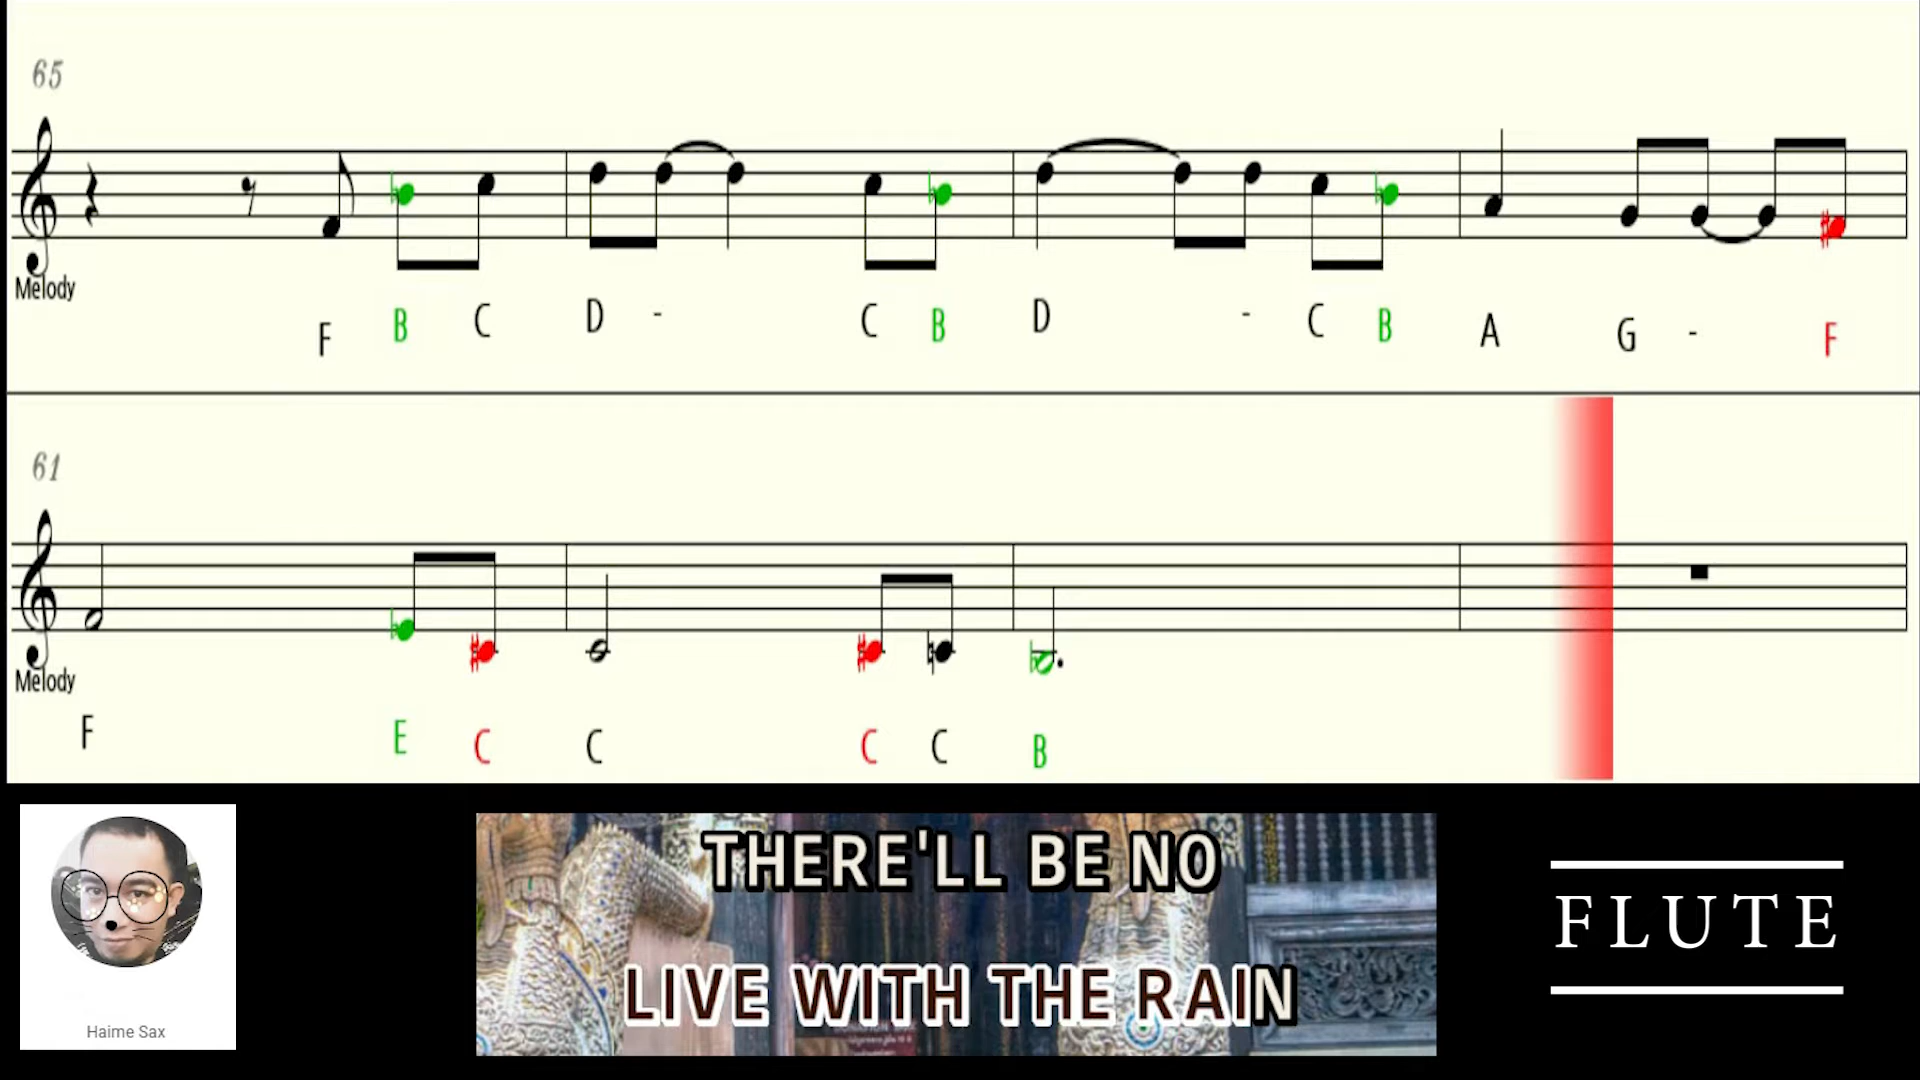 65
Melody
F B C D - C B D - C B A G - F
61
Melody
F E C C C C B
Haime Sax
THERE'LL BE NO
LIVE WITH THE RAIN
FLUTE